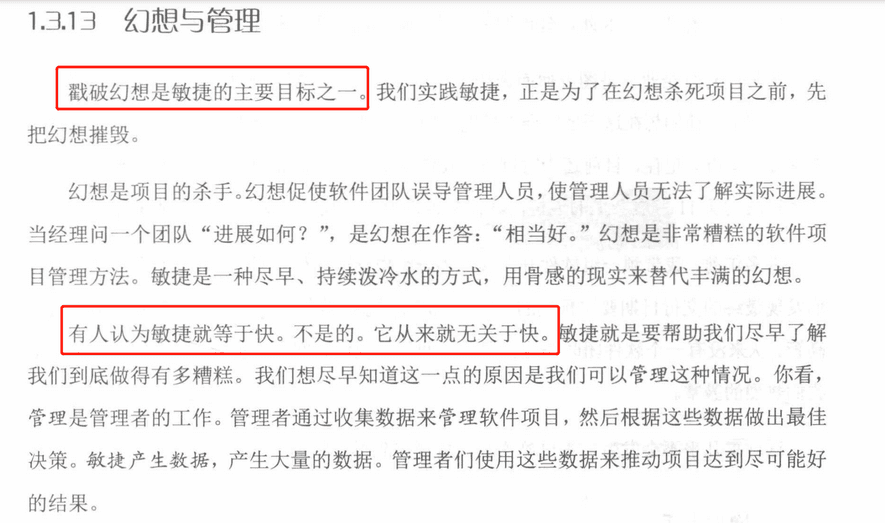 1.3.13 幻想与管理
戳破幻想是敏捷的主要目标之一。我们实践敏捷，正是为了在幻想杀死项目之前，先
把幻想摧毁。
幻想是项目的杀手。幻想促使软件团队误导管理人员，使管理人员无法了解实际进展。
当经理问一个团队“进展如何？”，是幻想在作答：“相当好。”幻想是非常糟糕的软件项
目管理方法。敏捷是一种尽早、持续泼冷水的方式，用骨感的现实来替代丰满的幻想。
有人认为敏捷就等于快。不是的。它从来就无关于快。敏捷就是要帮助我们尽早了解
我们到底做得有多糟糕。我们想尽早知道这一点的原因是我们可以管理这种情况。你看，
管理是管理者的工作。管理者通过收集数据来管理软件项目，然后根据这些数据做出最佳
决策。敏捷产生数据，产生大量的数据。管理者们使用这些数据来推动项目达到尽可能好
的结果。